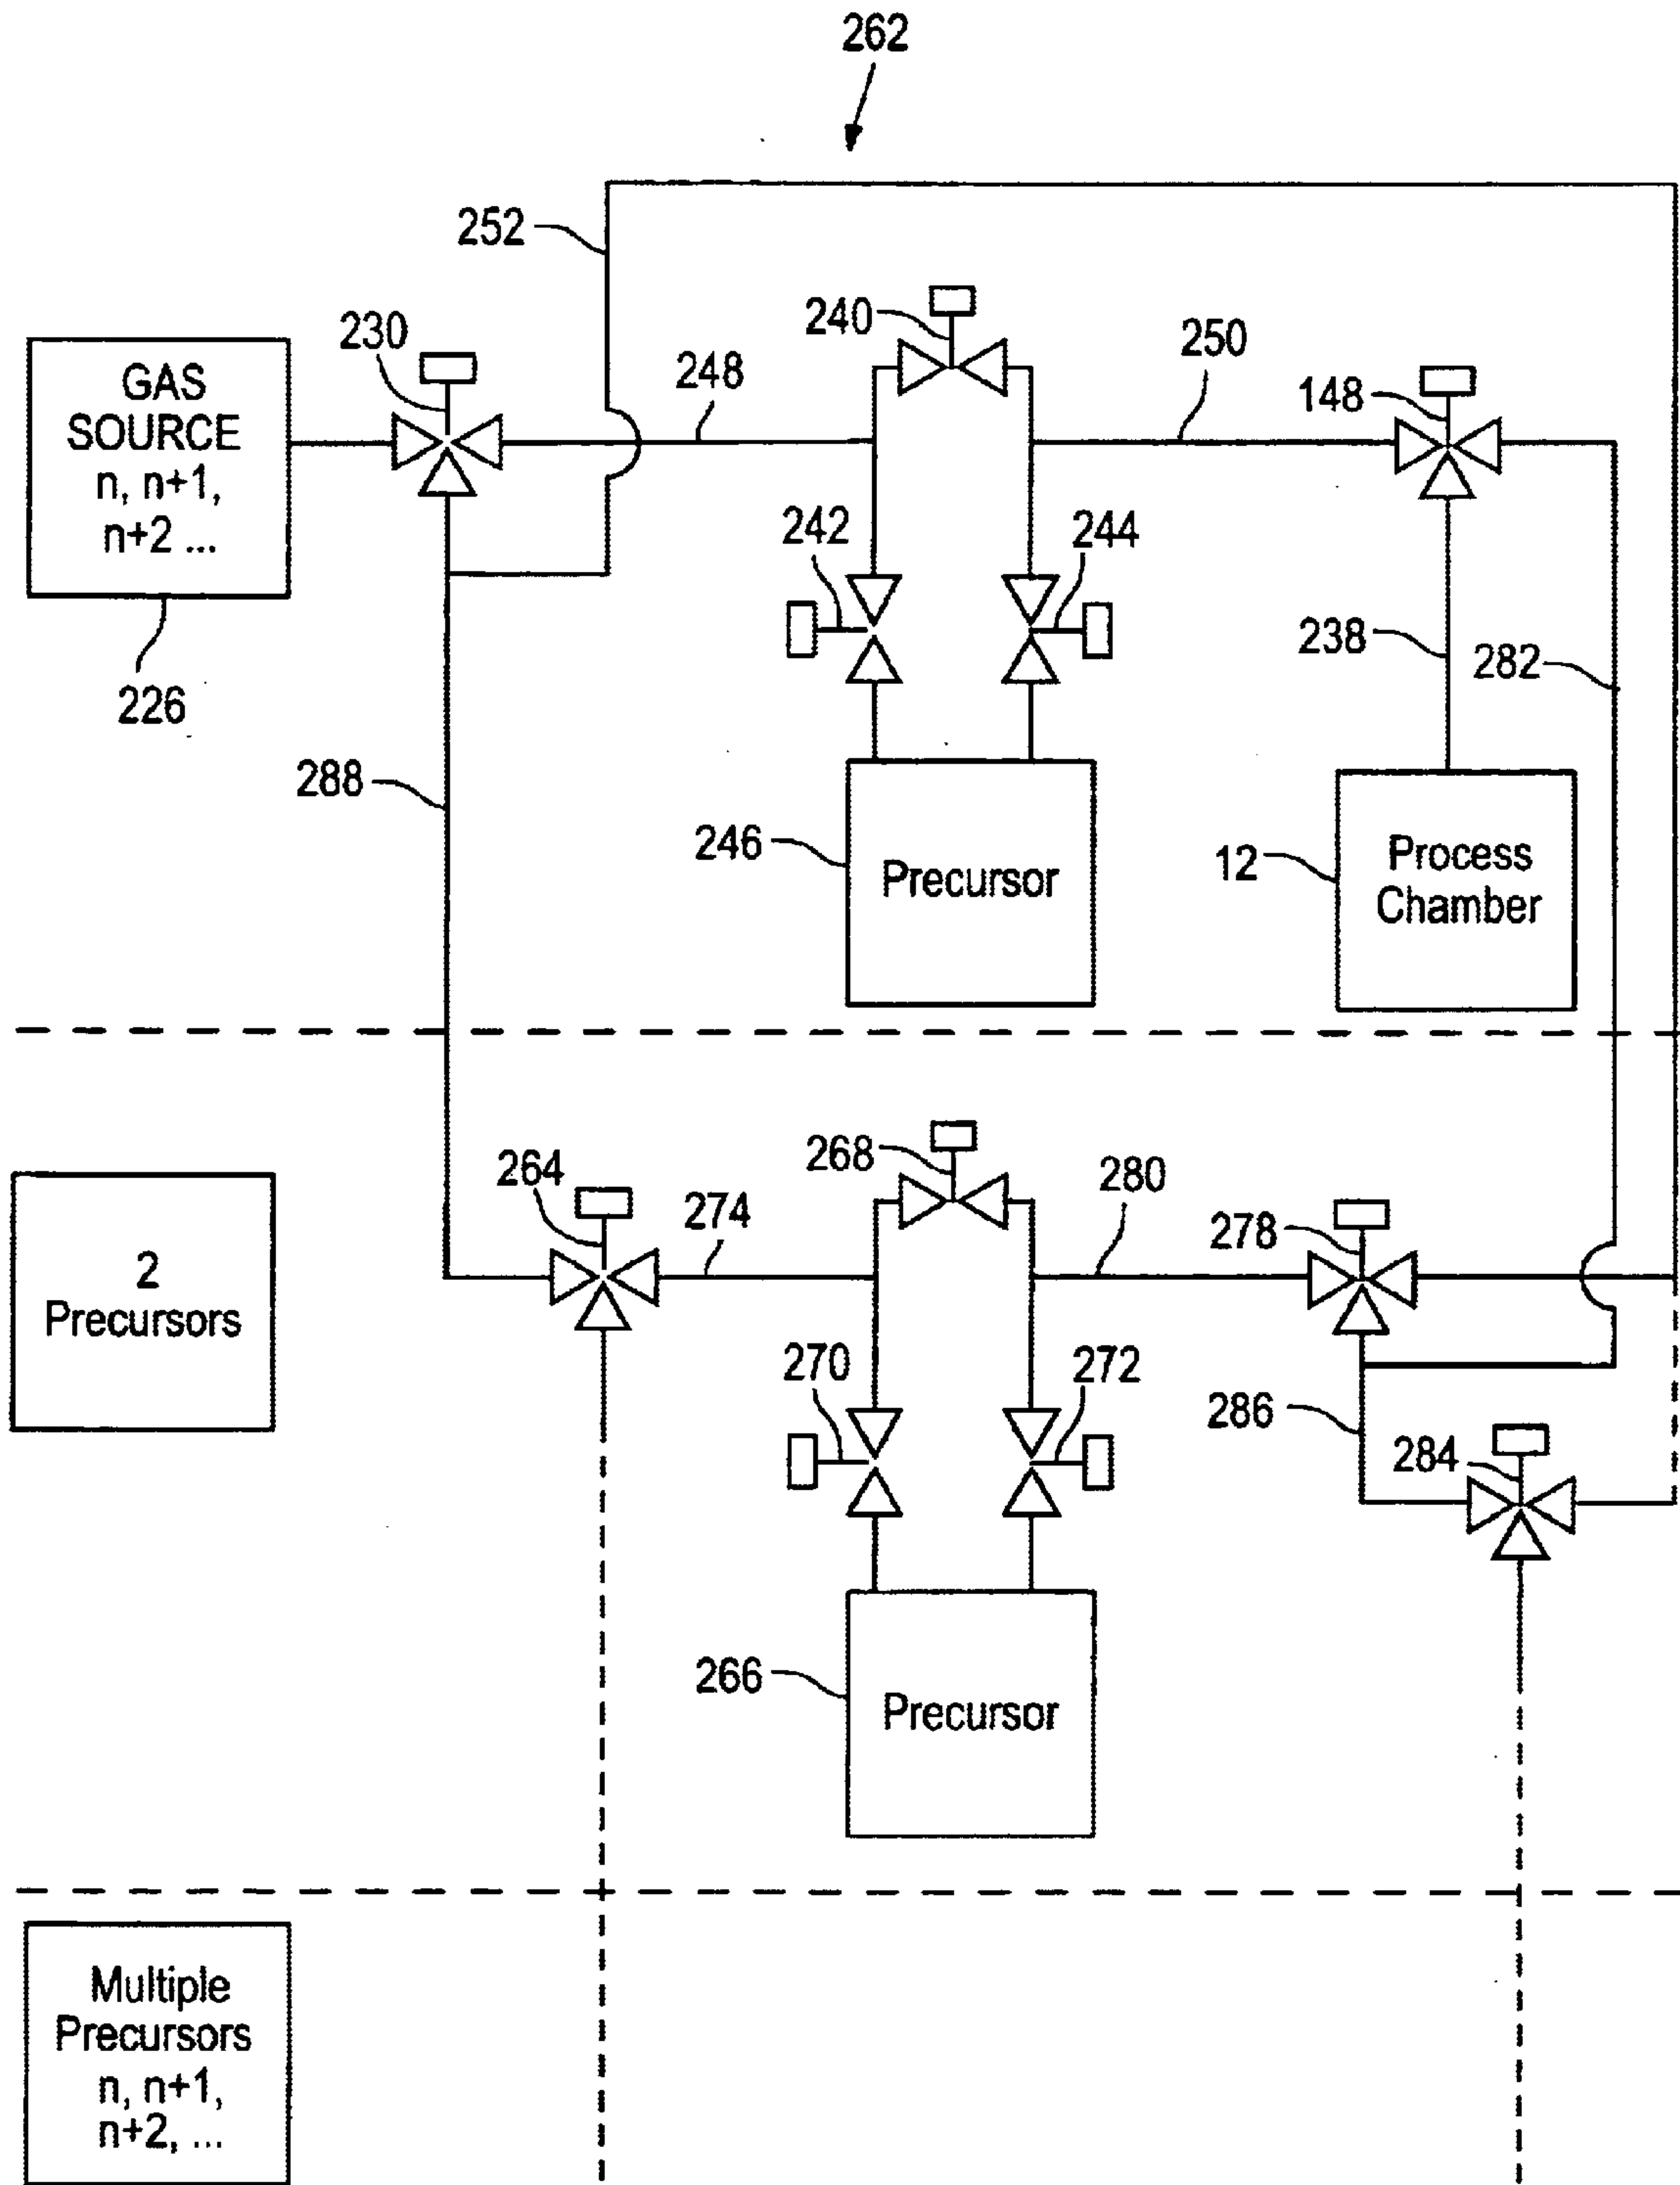 262
252
240
230
250
248
148
GAS
SOURCE
n, n+1,
n+2 ...
242
244
238
282
226
288
246
Precursor
12
Process
Chamber
268
264
280
274
278
2
Precursors
270
272
286
284
266
Precursor
Multiple
Precursors
n, n+1,
n+2, ...